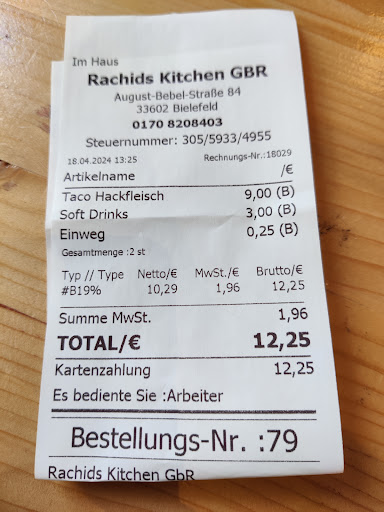 Im Haus
Rachids Kitchen GBR
August-Bebel-Straße 84
33602 Bielefeld
0170 8208403
Steuernummer: 305/5933/4955
18.04.2024 13:25 Rechnungs-Nr.:18029
Artikelname /€
Taco Hackfleisch 9,00 (B)
Soft Drinks 3,00 (B)
Einweg 0,25 (B)
Gesamtmenge :2 st
Typ // Type Netto/€ MwSt./€ Brutto/€
#B19% 10,29 1,96 12,25
Summe MwSt. 1,96
TOTAL/€ 12,25
Kartenzahlung 12,25
Es bediente Sie :Arbeiter
Bestellungs-Nr. :79
Rachids Kitchen GbR